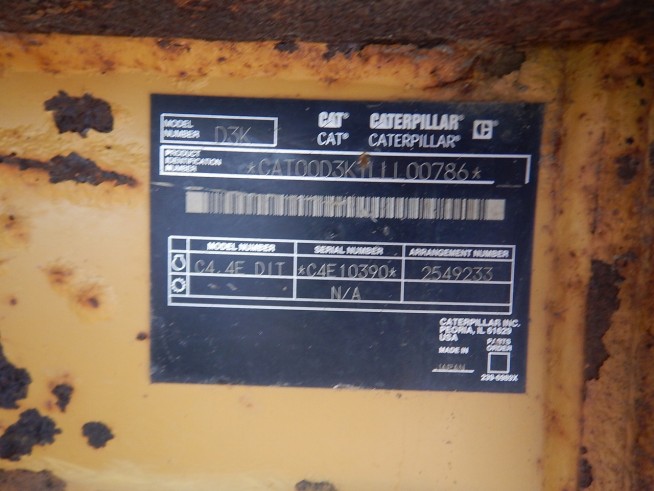 MODEL NUMBER D3K
CAT® CATERPILLAR®
CAT® CATERPILLAR®
PRODUCT IDENTIFICATION NUMBER
MODEL NUMBER SERIAL NUMBER ARRANGEMENT NUMBER
C4.4E DIT *C4E10390* 2549233
N/A
CATERPILLAR INC.
PEORIA, IL 61629
USA
MADE IN
JAPAN
ORDER